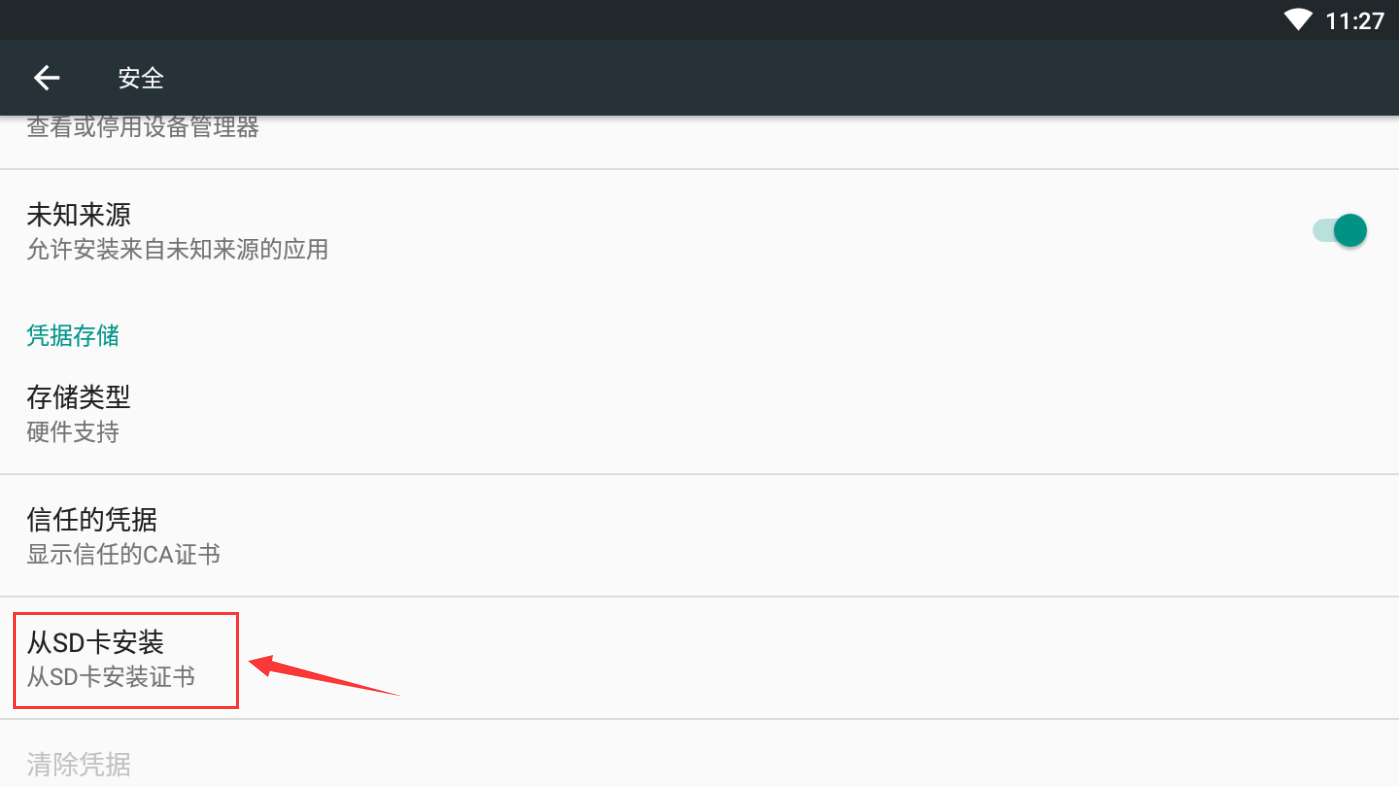 11:27
安全
查看或停用设备管理器
未知来源
允许安装来自未知来源的应用
凭据存储
存储类型
硬件支持
信任的凭据
显示信任的CA证书
从SD卡安装
从SD卡安装证书
清除凭据